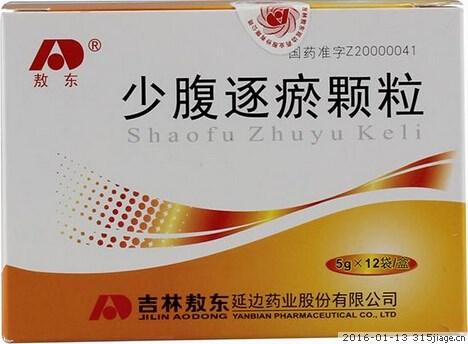 敖东®
国药准字Z20000041
少腹逐瘀颗粒
Shaofu Zhuyu Keli
5g×12袋/盒
吉林敖东 延边药业股份有限公司
JILIN AODONG YANBIAN PHARMACEUTICAL CO., LTD
2016-01-13 315jiage.cn